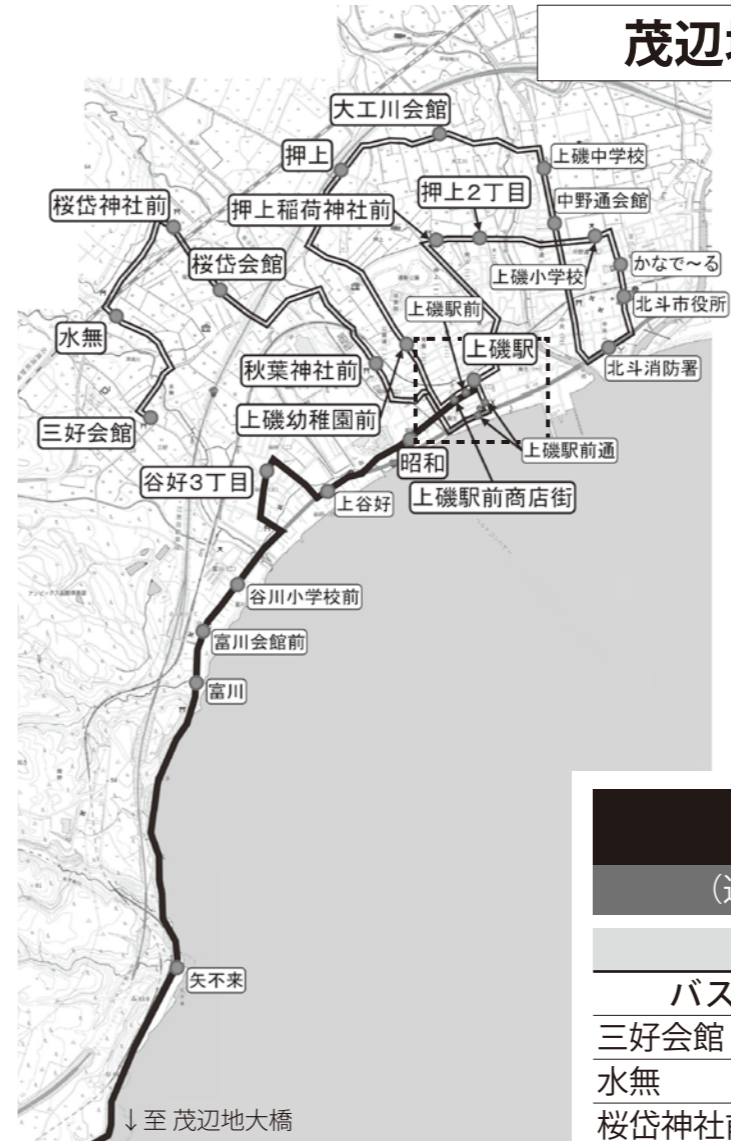 茂辺地
大工川会館
押上
上磯中学校
桜岱神社前
押上稲荷神社前
押上2丁目
中野通会館
桜岱会館
上磯小学校
かなで〜る
上磯駅前
北斗市役所
水無
秋葉神社前
上磯駅
北斗消防署
三好会館
上磯幼稚園前
上磯駅前通
昭和
谷好3丁目
上谷好
上磯駅前商店街
谷川小学校前
富川会館前
富川
矢不来
バス
三好会館
水無
桜岱神社前
↓至 茂辺地大橋